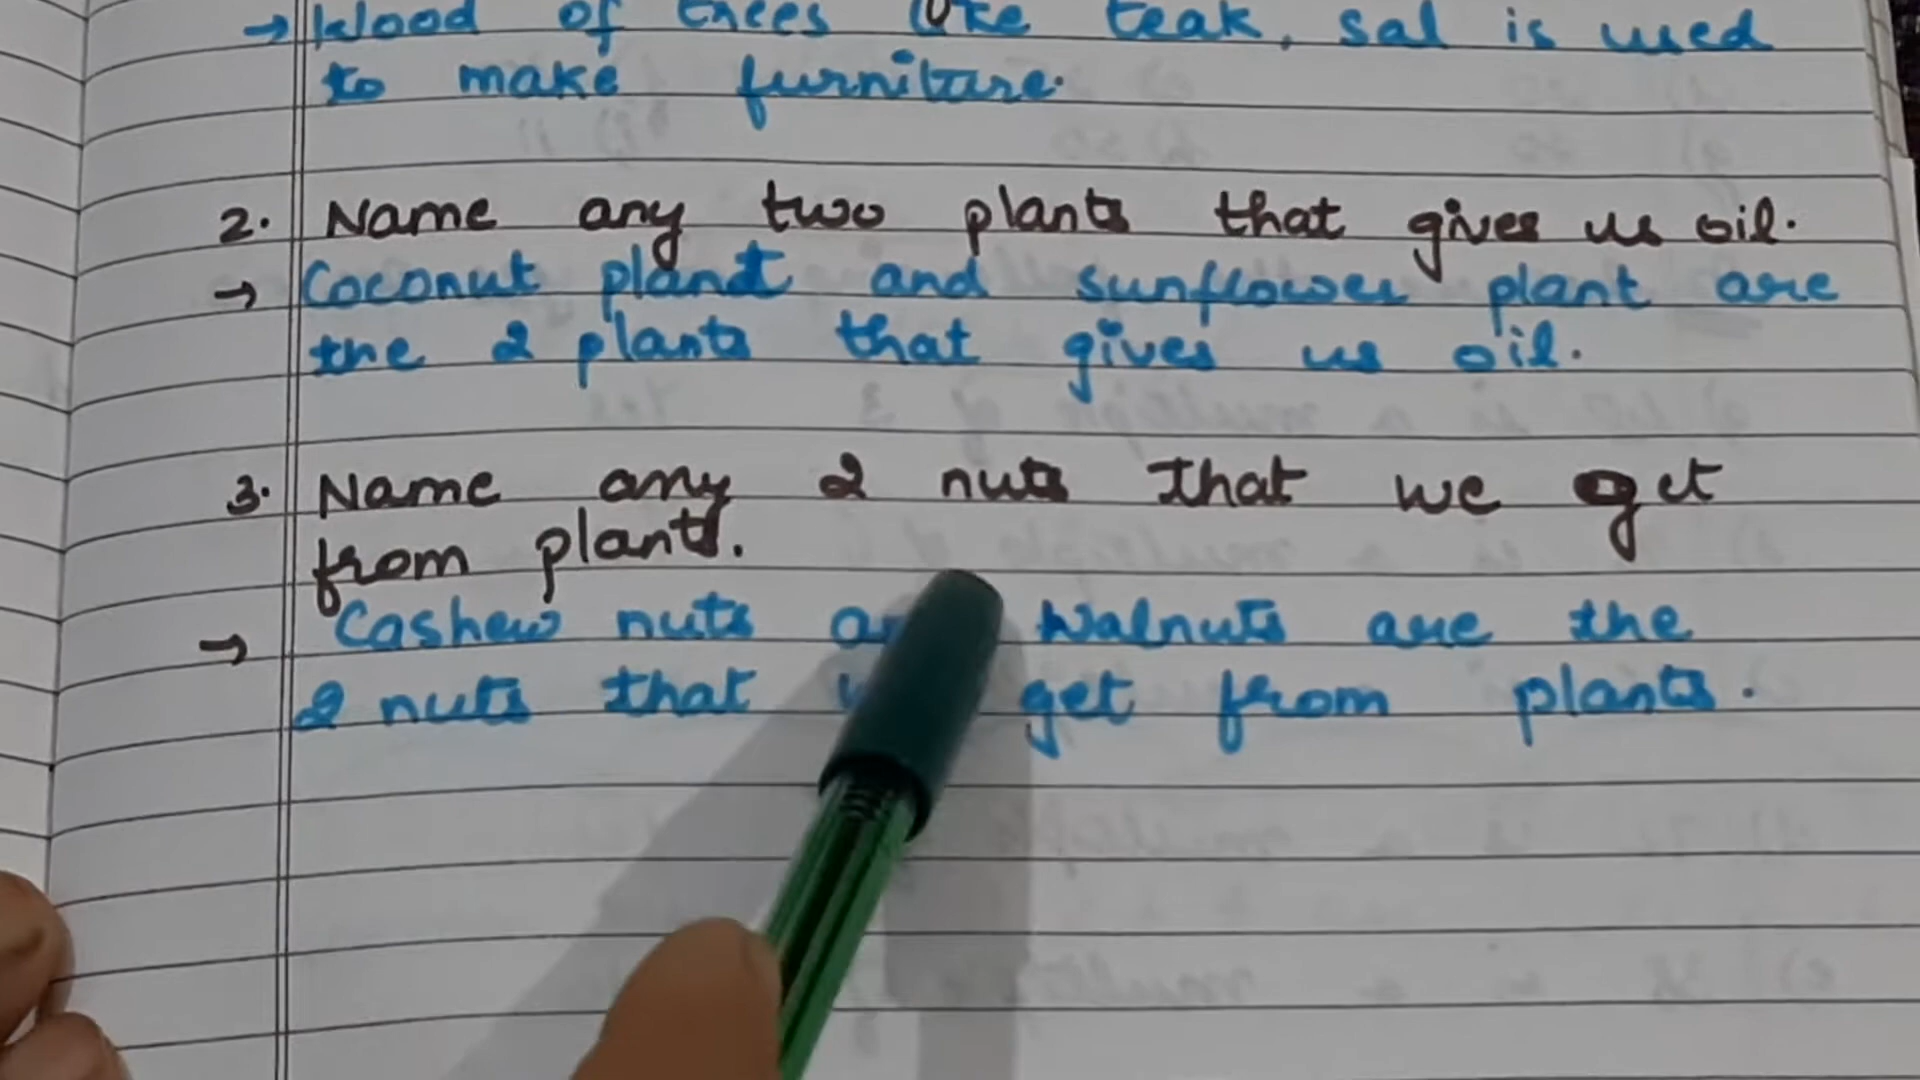 → Wood of trees like teak, sal is used
to make furniture.
2. Name any two plants that gives us oil.
→ Coconut plant and sunflower plant are
the 2 plants that gives us oil.
3. Name any 2 nuts that we get
from plants.
→ Cashew nuts walnuts are the
2 nuts that get from plants.